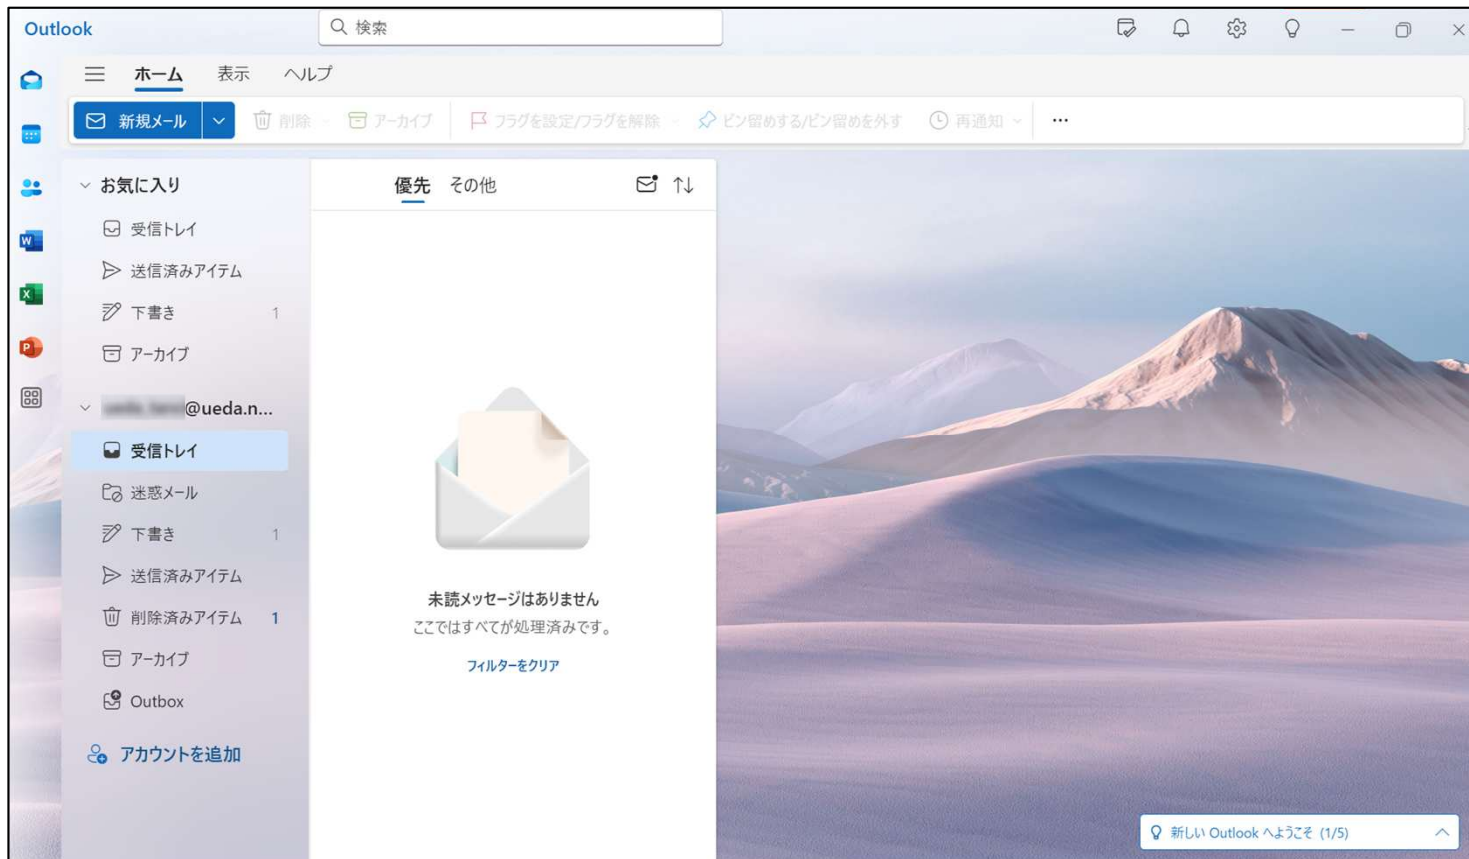 Outlook
検索
ホーム 表示 ヘルプ
新規メール 削除 アーカイブ フラグを設定/フラグを解除 ピン留めする/ピン留めを外す 再通知 …
お気に入り
受信トレイ
送信済みアイテム
下書き 1
アーカイブ
@ueda.n...
受信トレイ
迷惑メール
下書き 1
送信済みアイテム
削除済みアイテム 1
アーカイブ
Outbox
アカウントを追加
優先 その他
未読メッセージはありません
ここではすべてが処理済みです。
フィルターをクリア
新しい Outlook へようこそ (1/5)